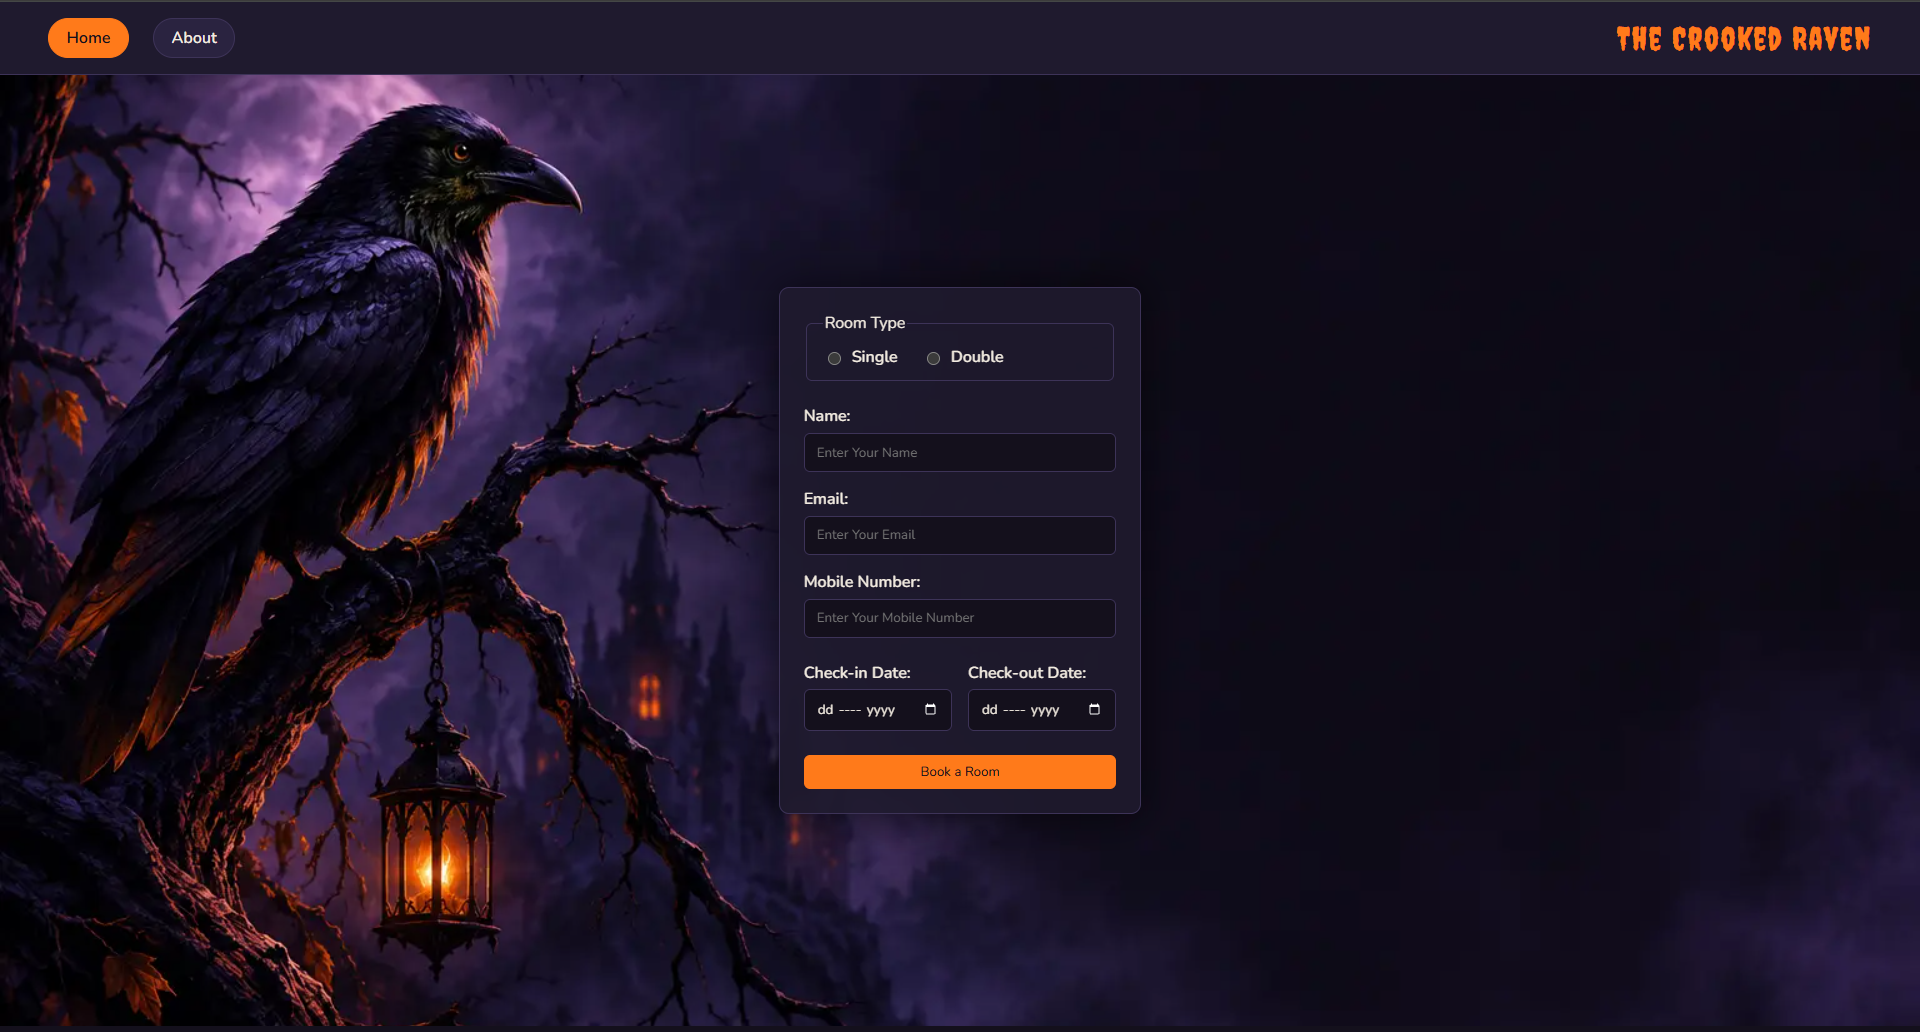 Home About THE CROOKED RAVEN
Room Type
Single Double
Name:
Enter Your Name
Email:
Enter Your Email
Mobile Number:
Enter Your Mobile Number
Check-in Date: Check-out Date:
dd ---- yyyy dd ---- yyyy
Book a Room